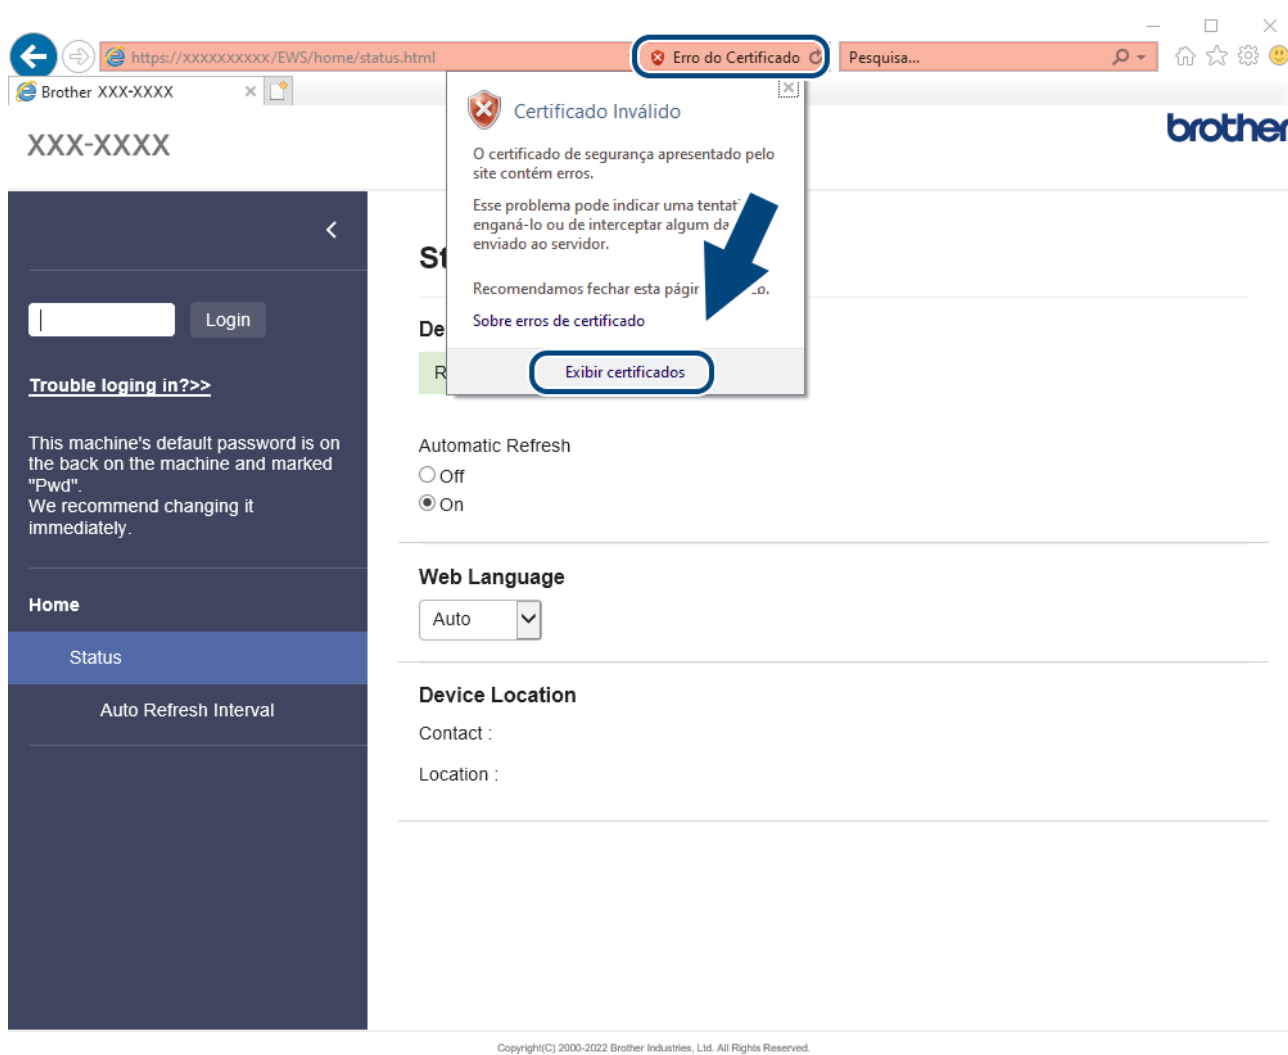 https://xxxxxxxxxx/EWS/home/status.html
Erro do Certificado
Pesquisa...
Brother XXX-XXXX
XXX-XXXX
brother
Certificado Inválido
O certificado de segurança apresentado pelo
site contém erros.
Esse problema pode indicar uma
enganá-lo ou de interceptar algum
enviado ao servidor.
Recomendamos fechar esta
Sobre erros de certificado
Exibir certificados
Login
Trouble loging in?>>
This machine's default password is on
the back on the machine and marked
"Pwd".
We recommend changing it
immediately.
Home
Status
Auto Refresh Interval
Automatic Refresh
Off
On
Web Language
Auto
Device Location
Contact :
Location :
Copyright(C) 2000-2022 Brother Industries, Ltd. All Rights Reserved.